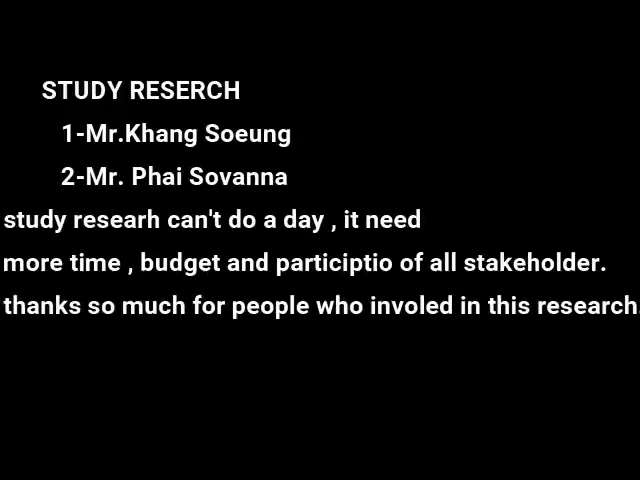 STUDY RESERCH
1-Mr.Khang Soeung
2-Mr. Phai Sovanna
study researh can't do a day , it need
more time , budget and participtio of all stakeholder.
thanks so much for people who involed in this research.